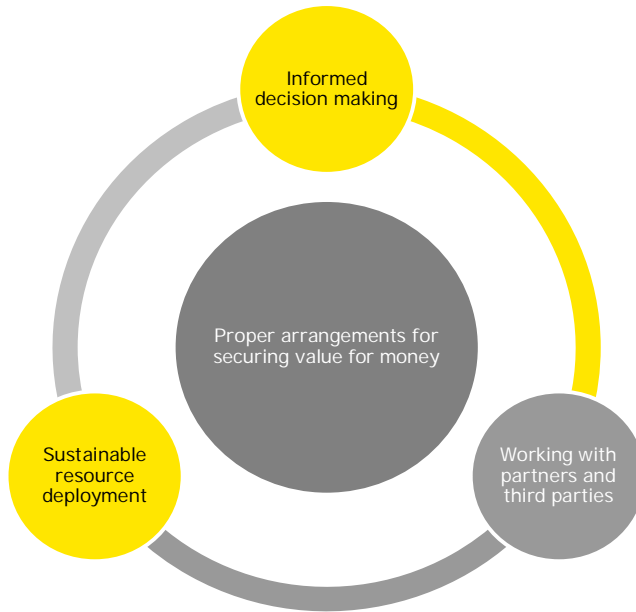 Informed
decision making
Proper arrangements for
securing value for money
Sustainable
resource
deployment
Working with
partners and
third parties